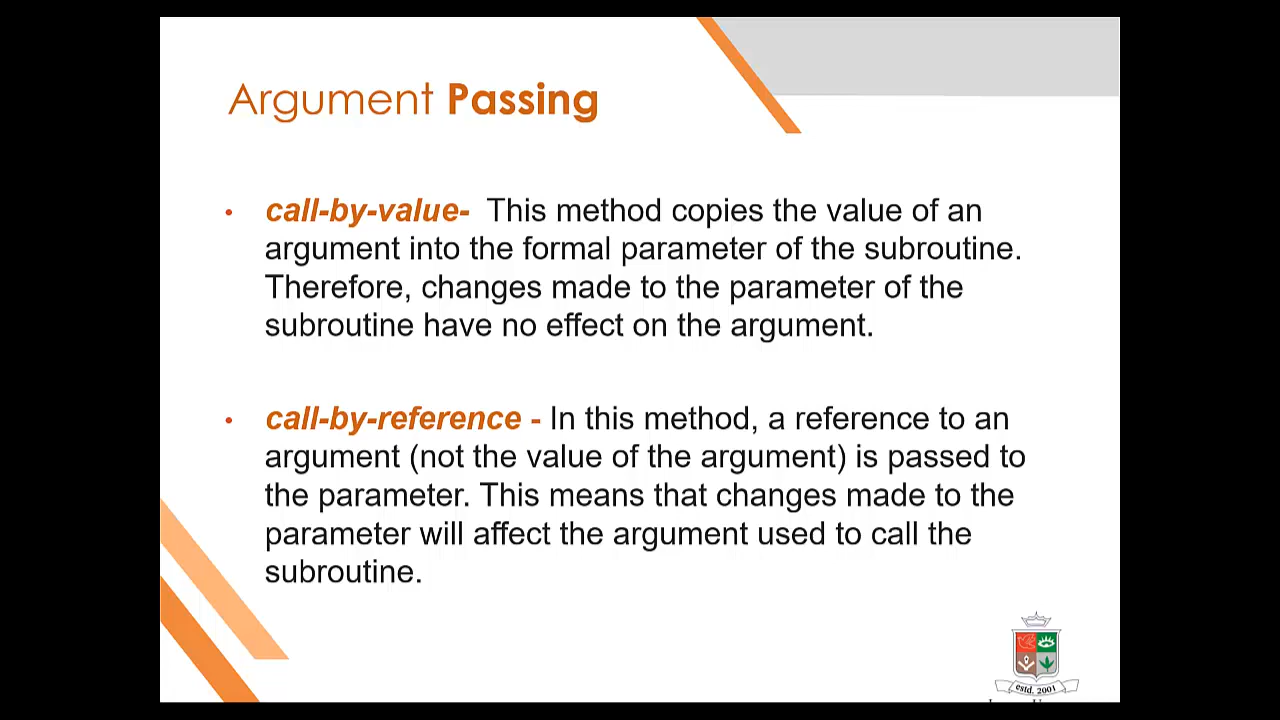 Argument Passing
• call-by-value- This method copies the value of an
argument into the formal parameter of the subroutine.
Therefore, changes made to the parameter of the
subroutine have no effect on the argument.
• call-by-reference - In this method, a reference to an
argument (not the value of the argument) is passed to
the parameter. This means that changes made to the
parameter will affect the argument used to call the
subroutine.
estd. 2001